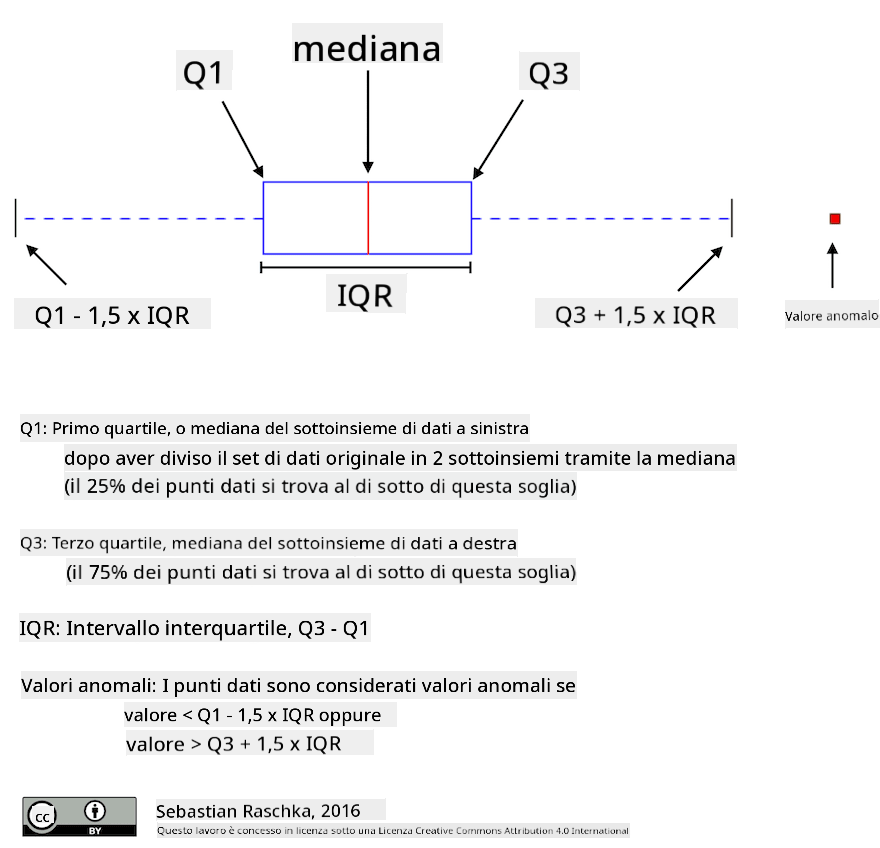 mediana
Q1
Q3
IQR
Q1 - 1,5 x IQR
Q3 + 1,5 x IQR
Valore anomalo
Q1: Primo quartile, o mediana del sottoinsieme di dati a sinistra
dopo aver diviso il set di dati originale in 2 sottoinsiemi tramite la mediana
(il 25% dei punti dati si trova al di sotto di questa soglia)
Q3: Terzo quartile, mediana del sottoinsieme di dati a destra
(il 75% dei punti dati si trova al di sotto di questa soglia)
IQR: Intervallo interquartile, Q3 - Q1
Valori anomali: I punti dati sono considerati valori anomali se
valore < Q1 - 1,5 x IQR oppure
valore > Q3 + 1,5 x IQR
cc
BY
Sebastian Raschka, 2016
Questo lavoro è concesso in licenza sotto una Licenza Creative Commons Attribution 4.0 International